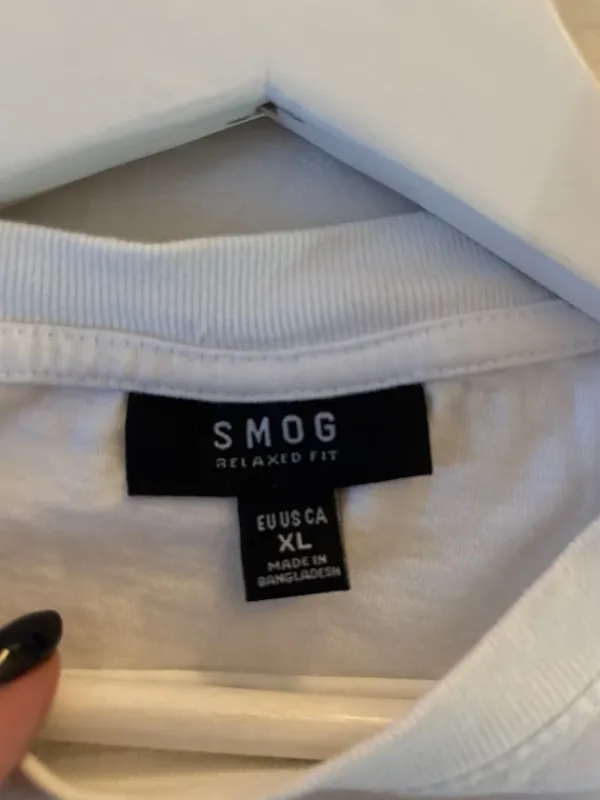 SMOG
RELAXED FIT
EU US CA
XL
MADE IN
BANGLADESH